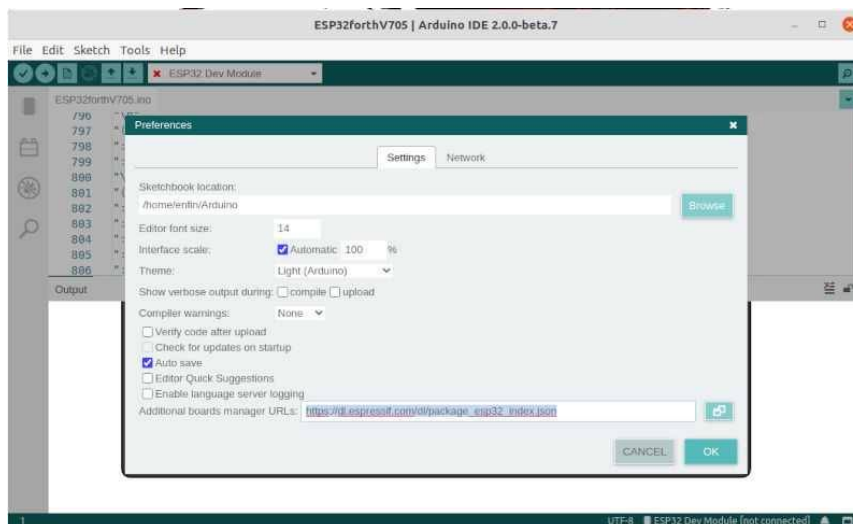 ESP32forthV705 | Arduino IDE 2.0.0-beta.7
File Edit Sketch Tools Help
ESP32 Dev Module
ESP32forthV705.ino
796
797
798
799
800
801
802
803
804
805
806
Preferences
Settings Network
Sketchbook location:
/home/enfin/Arduino
Browse
Editor font size: 14
Interface scale: Automatic 100 %
Theme: Light (Arduino)
Show verbose output during: compile upload
Compiler warnings: None
Verify code after upload
Check for updates on startup
Auto save
Editor Quick Suggestions
Enable language server logging
Additional boards manager URLs: https://dl.espressif.com/dl/package_esp32_index.json
CANCEL OK
Output
1 UTF-8 ESP32 Dev Module [not connected]